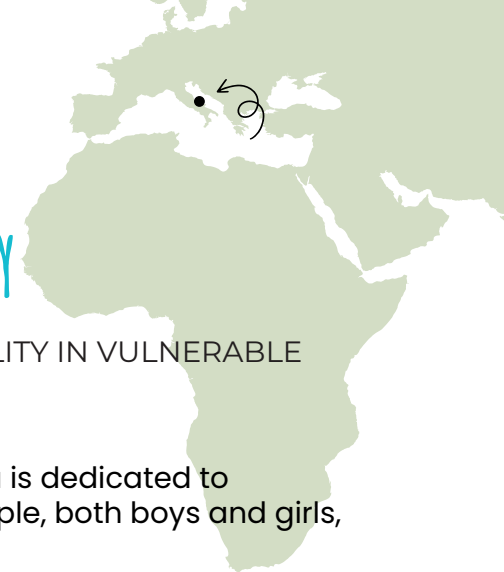 Y
LITY IN VULNERABLE
is dedicated to
ple, both boys and girls,